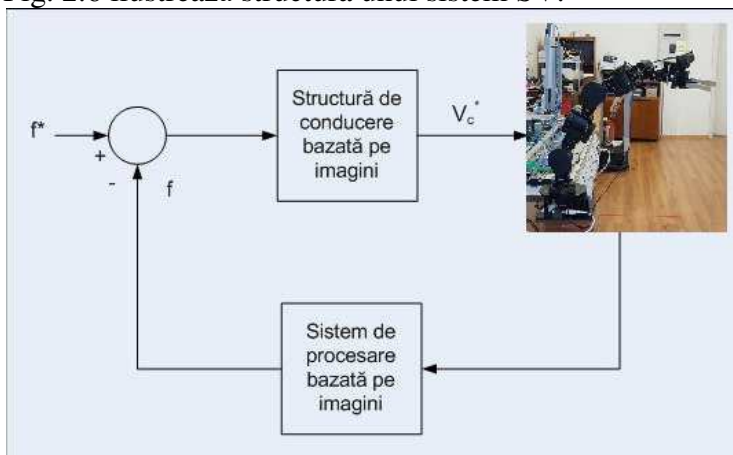 Fig. 2.6 ilustrează structura unui sistem SV.
Structură de
conducere
bazată pe
imagini
f*
+
-
f
Vc*
Sistem de
procesare
bazată pe
imagini